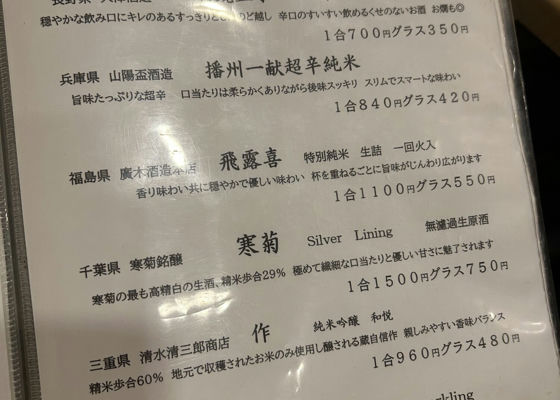 穏やかな飲み口にキレのあるすっきりとしたのど越し 辛口のすいすい飲めるくせのないお酒 お燗も◎
1合700円グラス350円
兵庫県 山陽盃酒造 播州一献超辛純米
旨味たっぷりな超辛 口当たりは柔らかくありながら後味スッキリ スリムでスマートな味わい
1合840円グラス420円
福島県 廣木酒造本店 飛露喜 特別純米 生詰 一回火入
香り味わい共に穏やかで優しい味わい 杯を重ねるごとに旨味がじんわり広がります
1合1100円グラス550円
千葉県 寒菊銘醸 寒菊 Silver Lining 無濾過生原酒
寒菊の最も高精白の生酒、精米歩合29% 極めて繊細な口当たりと優しい甘さに魅了されます
1合1500円グラス750円
三重県 清水清三郎商店 作 純米吟醸 和悦
精米歩合60% 地元で収穫されたお米のみ使用し醸される蔵自信作 親しみやすい香味バランス
1合960円グラス480円